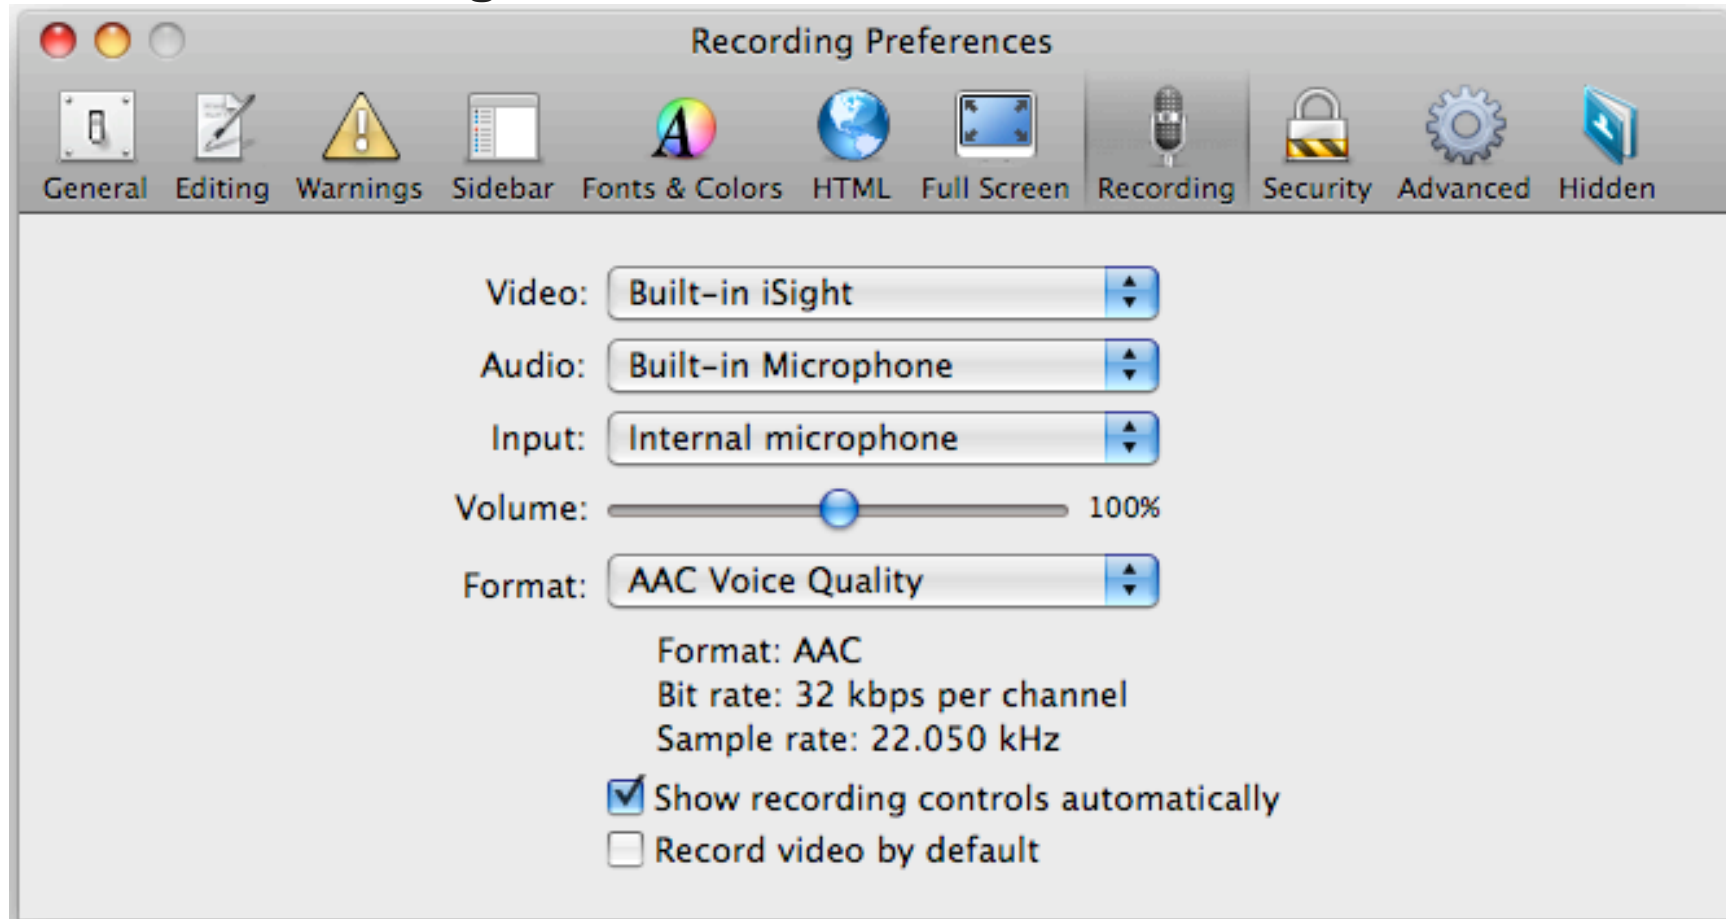 Recording Preferences
General Editing Warnings Sidebar Fonts & Colors HTML Full Screen Recording Security Advanced Hidden
Video: Built-in iSight
Audio: Built-in Microphone
Input: Internal microphone
Volume: 100%
Format: AAC Voice Quality
Format: AAC
Bit rate: 32 kbps per channel
Sample rate: 22.050 kHz
Show recording controls automatically
Record video by default